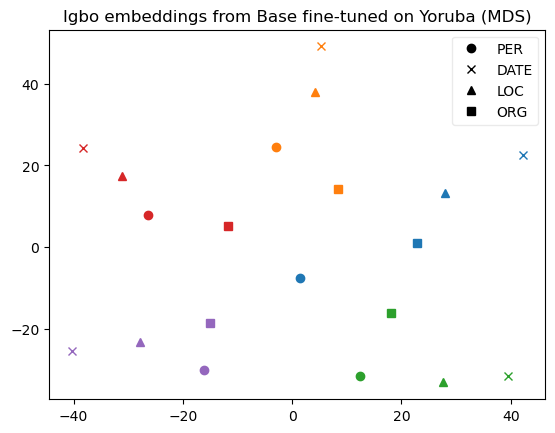 Igbo embeddings from Base fine-tuned on Yoruba (MDS)
PER
DATE
LOC
ORG
40
20
0
−20
−40 −20 0 20 40